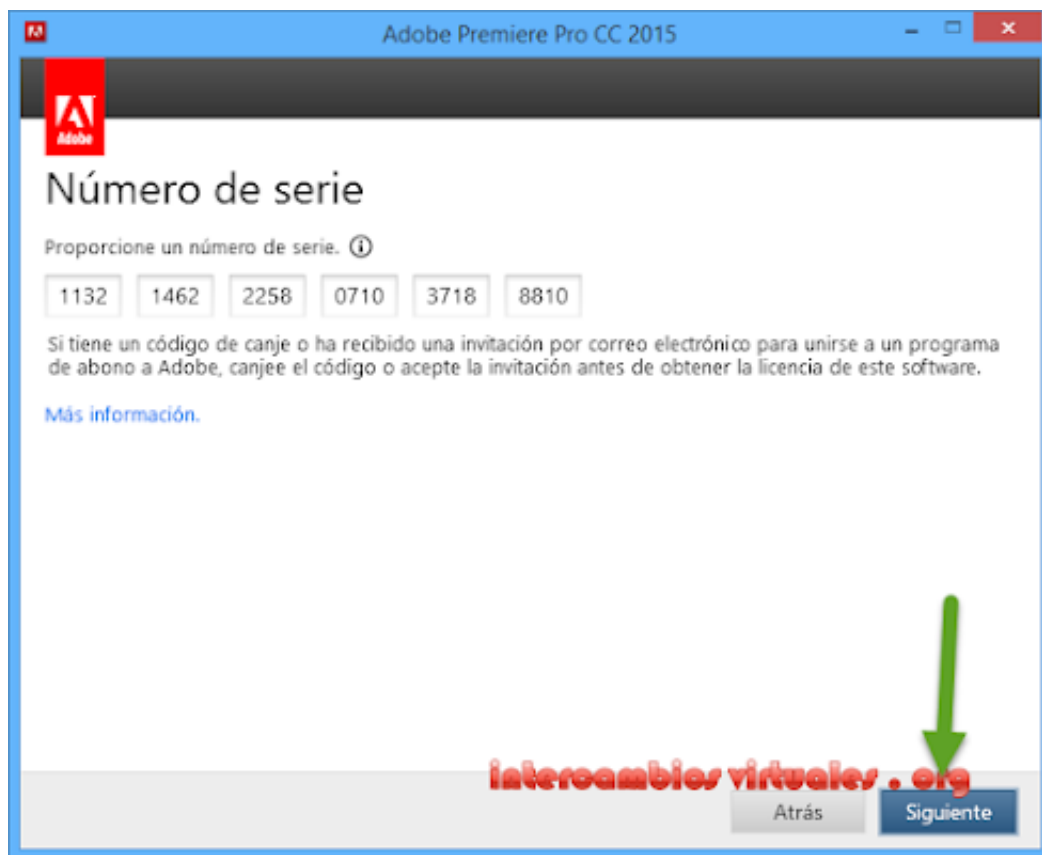 Adobe Premiere Pro CC 2015
Adobe
Número de serie
Proporcione un número de serie.
1132 1462 2258 0710 3718 8810
Si tiene un código de canje o ha recibido una invitación por correo electrónico para unirse a un programa
de abono a Adobe, canjee el código o acepte la invitación antes de obtener la licencia de este software.
Más información.
intercambios virtuales . org
Atrás Siguiente